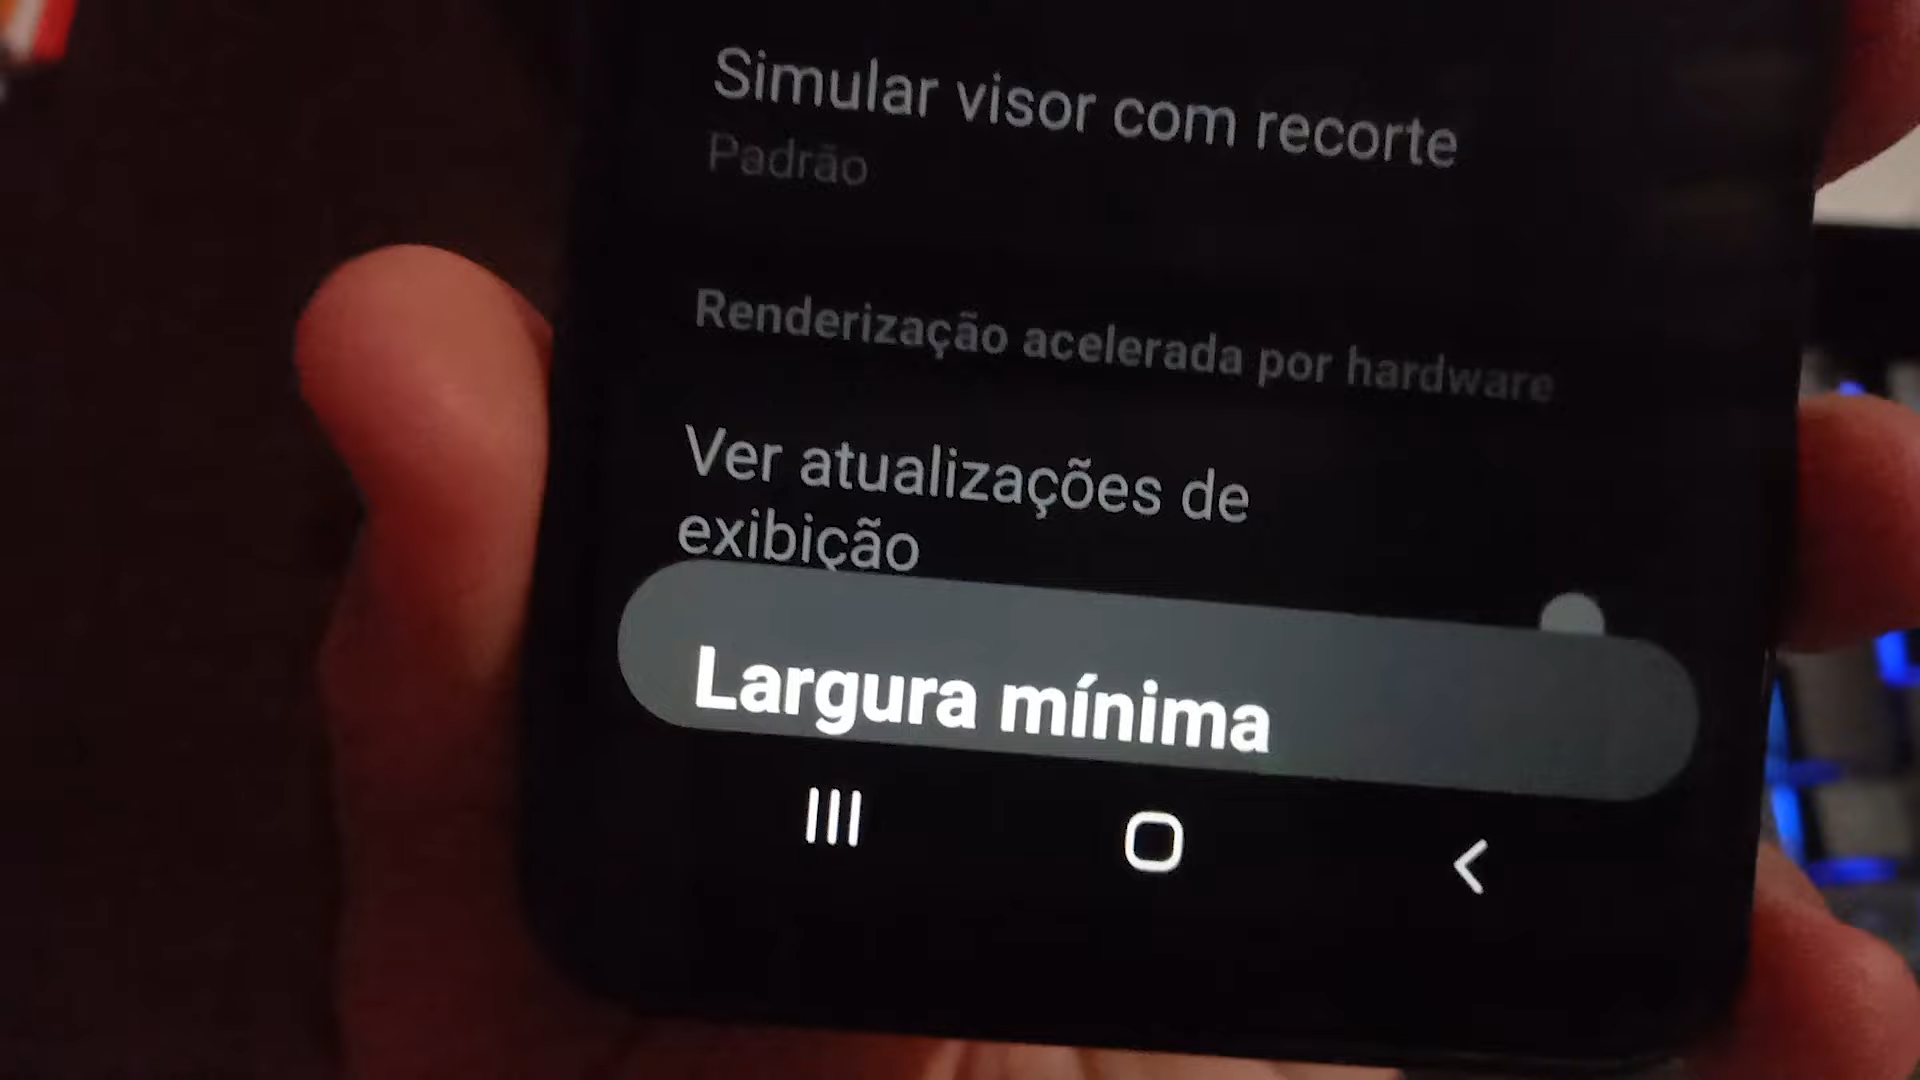 Simular visor com recorte
Padrão
Renderização acelerada por hardware
Ver atualizações de
exibição
Largura mínima